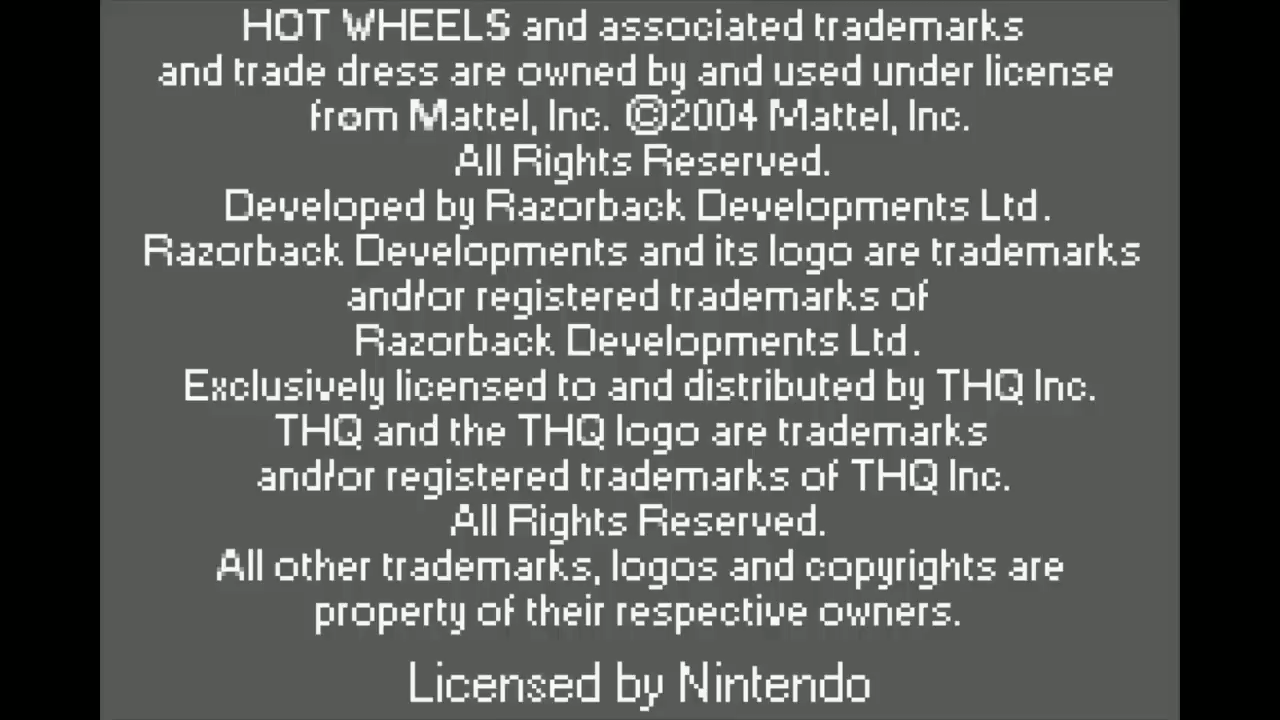 HOT WHEELS and associated trademarks
and trade dress are owned by and used under license
from Mattel, Inc. ©2004 Mattel, Inc.
All Rights Reserved.
Developed by Razorback Developments Ltd.
Razorback Developments and its logo are trademarks
and/or registered trademarks of
Razorback Developments Ltd.
Exclusively licensed to and distributed by THQ Inc.
THQ and the THQ logo are trademarks
and/or registered trademarks of THQ Inc.
All Rights Reserved.
All other trademarks, logos and copyrights are
property of their respective owners.
Licensed by Nintendo